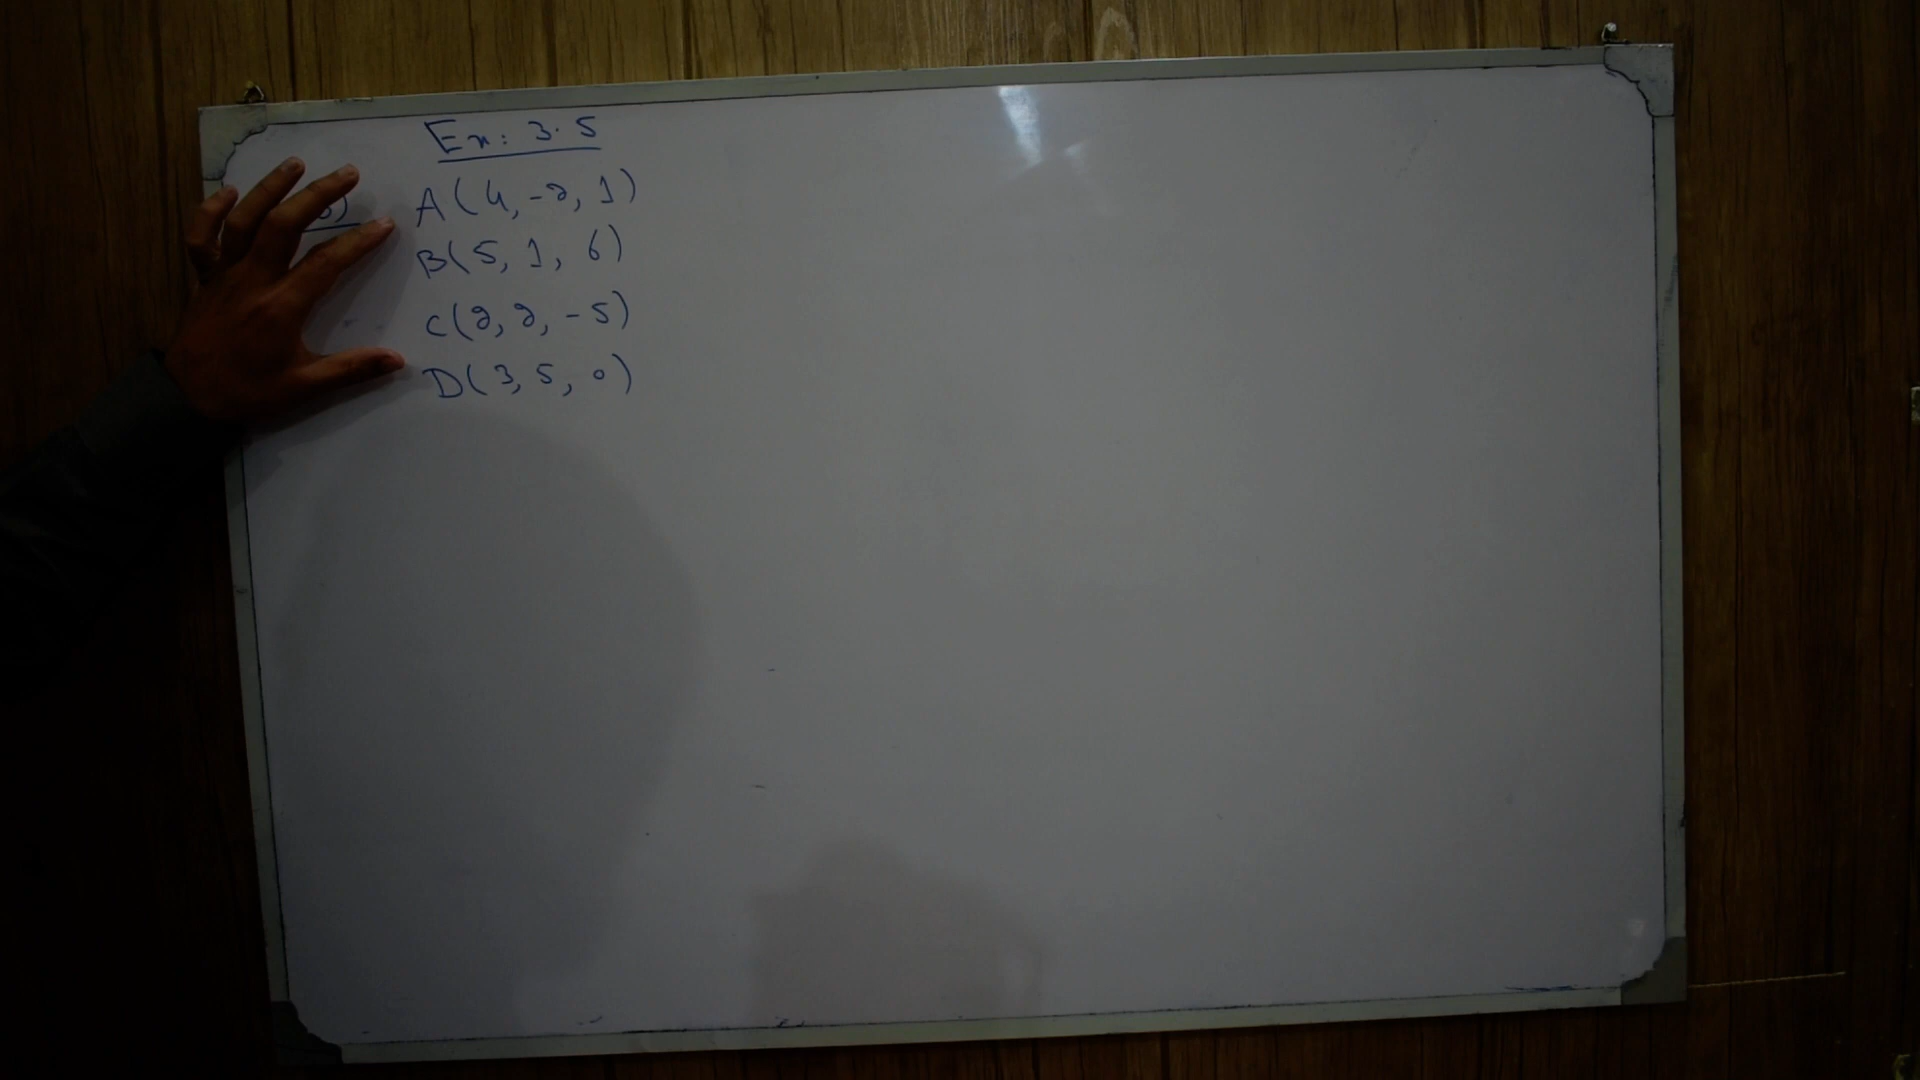 Ex: 3.5
A(4, -2, 1)
B(5, 1, 6)
C(2, 2, -5)
D(3, 5, 0)